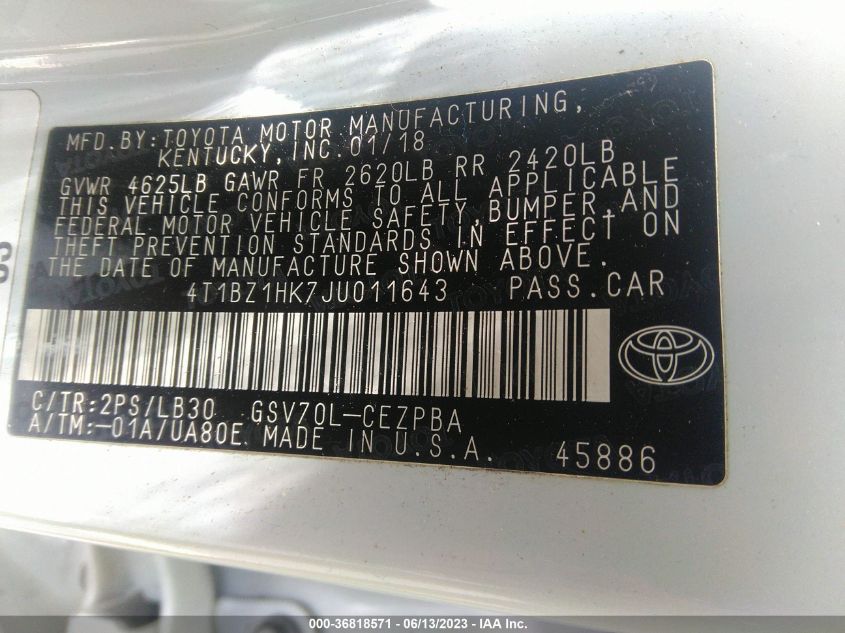 MFD. BY: TOYOTA MOTOR MANUFACTURING,
KENTUCKY, INC. 01/18
GVWR 4625LB GAWR FR 2620LB RR 2420LB
THIS VEHICLE CONFORMS TO ALL APPLICABLE
FEDERAL MOTOR VEHICLE SAFETY, BUMPER, AND
THEFT PREVENTION STANDARDS IN EFFECT ON
THE DATE OF MANUFACTURE SHOWN ABOVE.
4T1BZ1HK7JU011643 PASS. CAR
C/TR: 2PS/LB30 GSV70L-CEZPBA
A/TM: -01A/UA80E MADE IN U.S.A. 45886
000-36818571 - 06/13/2023 - IAA Inc.